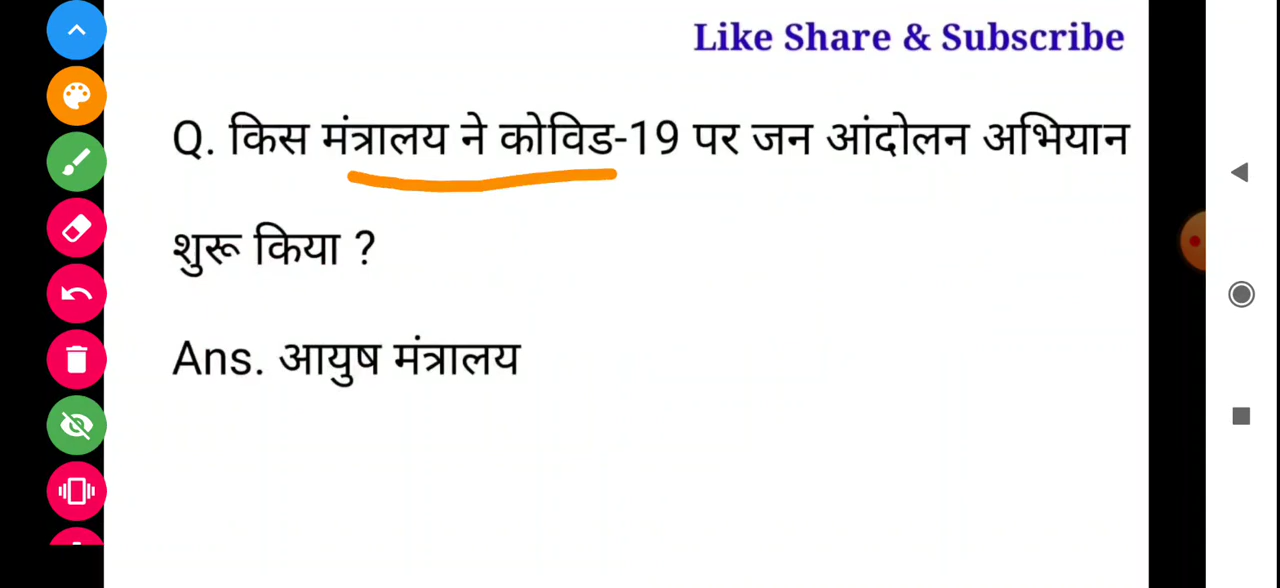 Like Share & Subscribe
Q. किस मंत्रालय ने कोविड-19 पर जन आंदोलन अभियान
शुरू किया ?
Ans. आयुष मंत्रालय